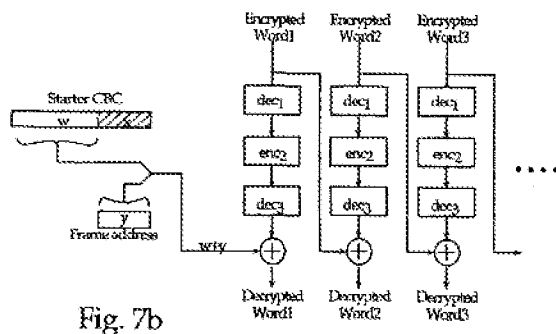 Encrypted Word1
Encrypted Word2
Encrypted Word3
Starter CBC
w
dec1
dec1
dec1
enc2
enc2
enc2
y
Frame address
dec3
dec3
dec3
w+y
Decrypted Word1
Decrypted Word2
Decrypted Word3
Fig. 7b